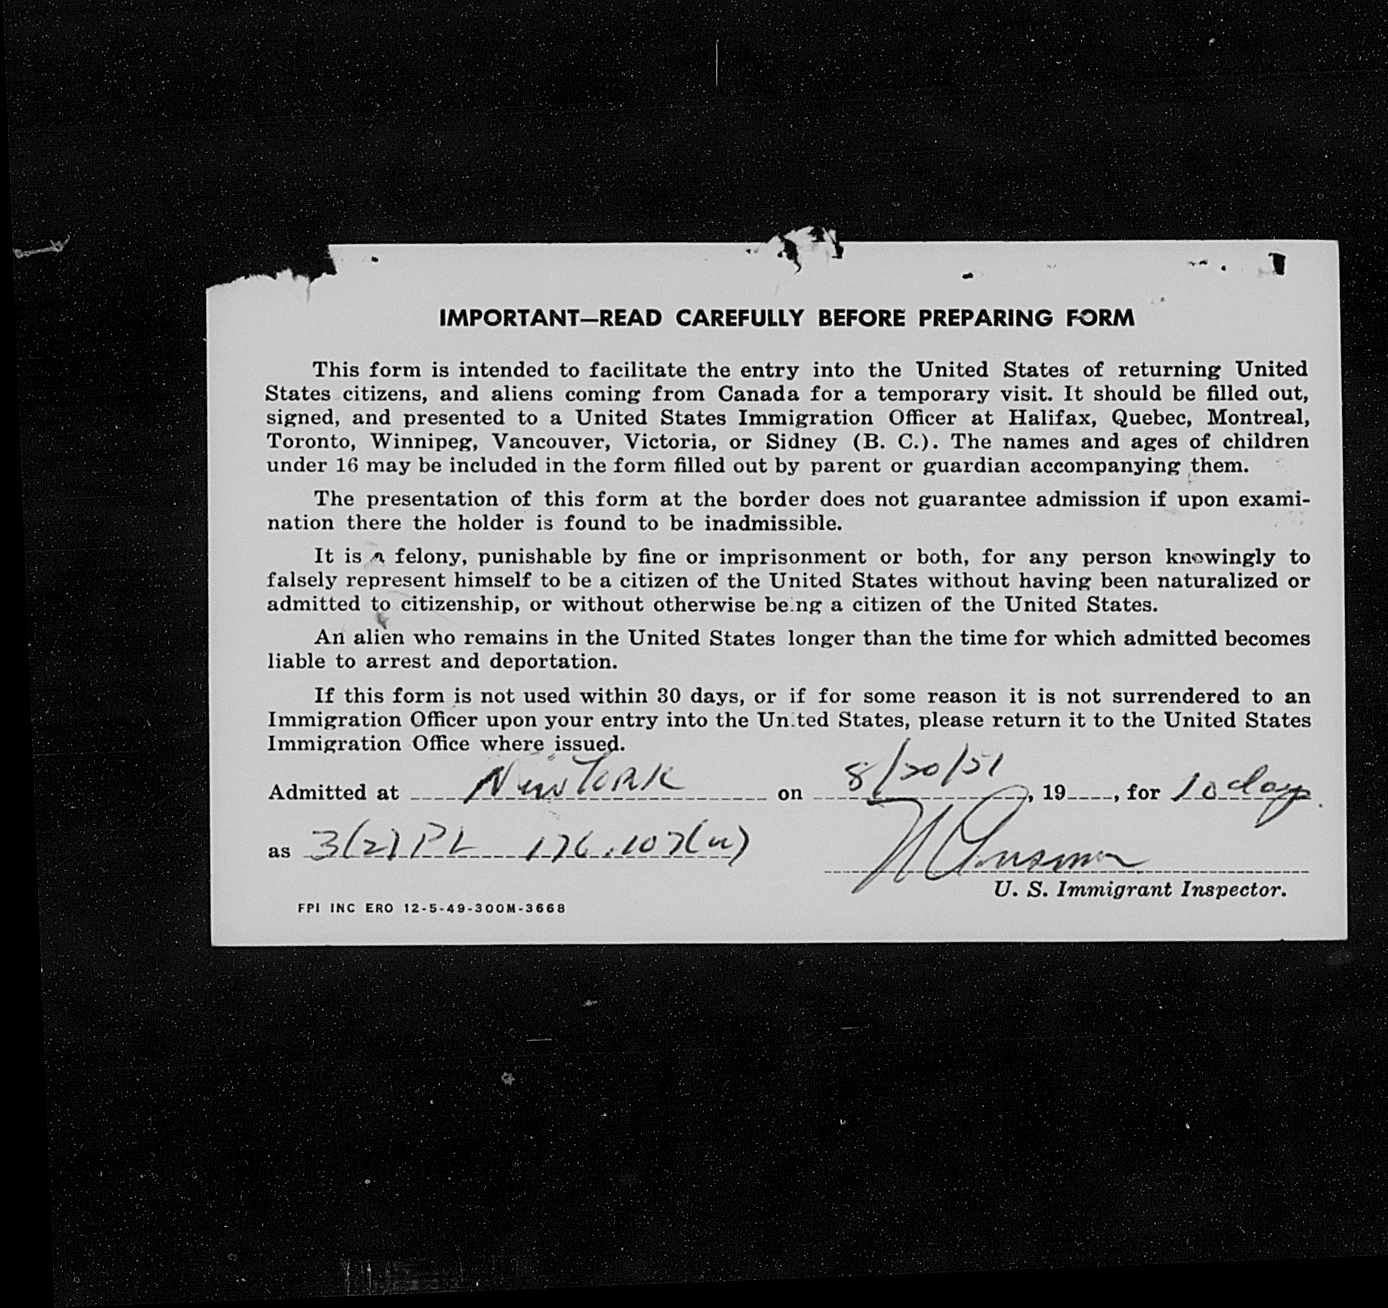 IMPORTANT—READ CAREFULLY BEFORE PREPARING FORM
This form is intended to facilitate the entry into the United States of returning United
States citizens, and aliens coming from Canada for a temporary visit. It should be filled out,
signed, and presented to a United States Immigration Officer at Halifax, Quebec, Montreal,
Toronto, Winnipeg, Vancouver, Victoria, or Sidney (B. C.). The names and ages of children
under 16 may be included in the form filled out by parent or guardian accompanying them.
The presentation of this form at the border does not guarantee admission if upon exami-
nation there the holder is found to be inadmissible.
It is a felony, punishable by fine or imprisonment or both, for any person knowingly to
falsely represent himself to be a citizen of the United States without having been naturalized or
admitted to citizenship, or without otherwise being a citizen of the United States.
An alien who remains in the United States longer than the time for which admitted becomes
liable to arrest and deportation.
If this form is not used within 30 days, or if for some reason it is not surrendered to an
Immigration Officer upon your entry into the United States, please return it to the United States
Immigration Office where issued.
Admitted at New York on 8/20/51, 19____, for 10 days.
as 3(2) PL 176.107(a)
U. S. Immigrant Inspector.
FPI INC ERO 12-5-49-300M-3668